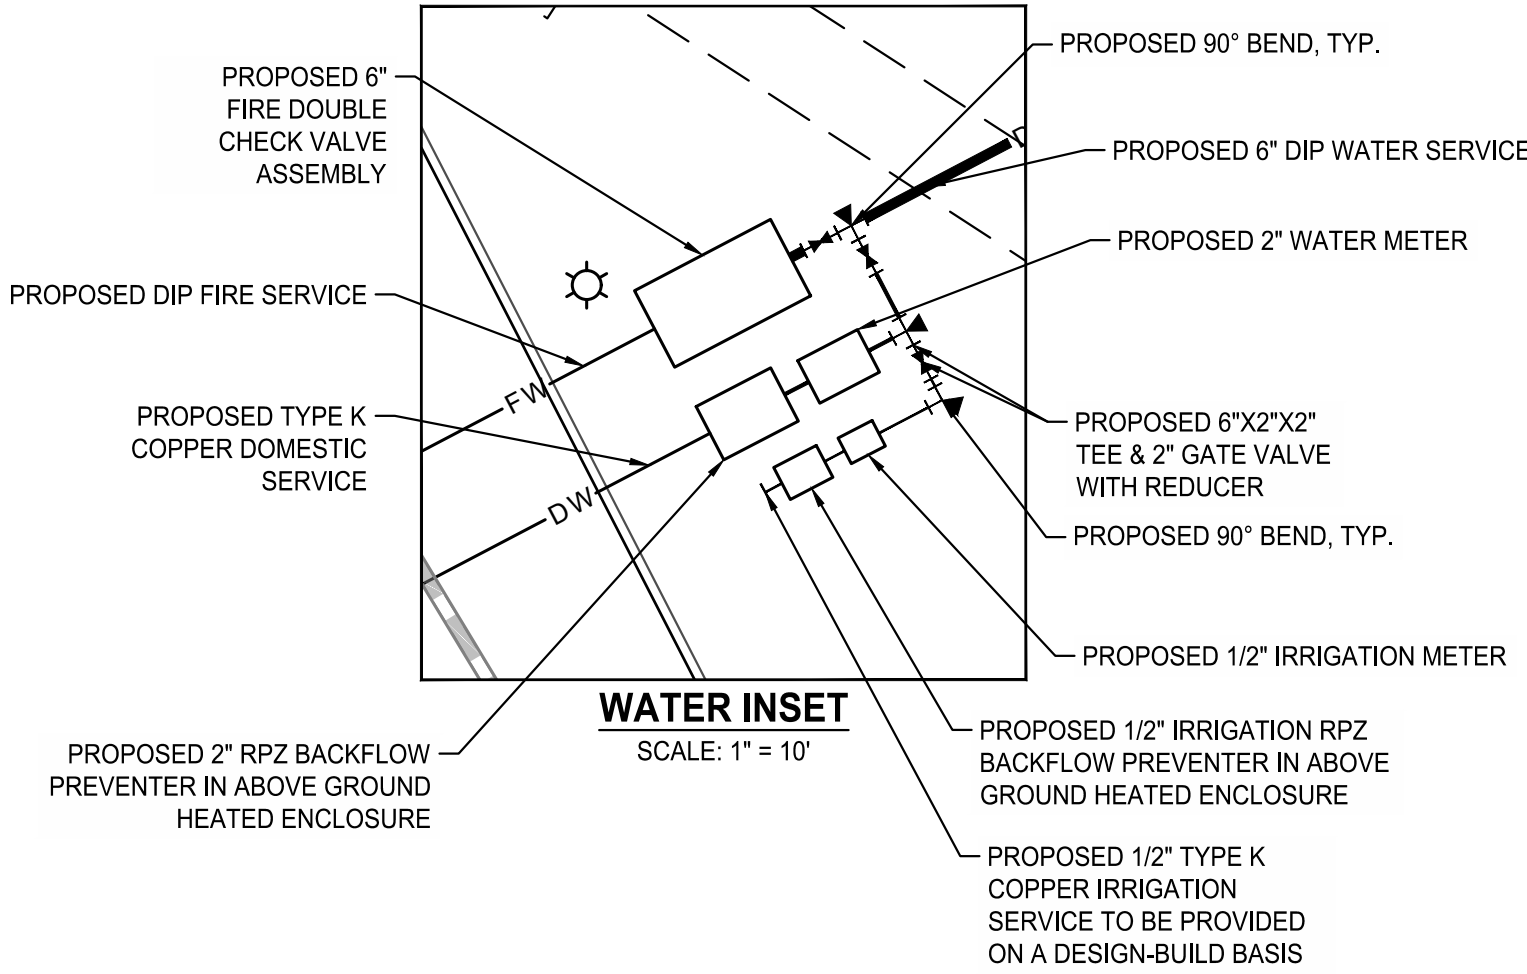 PROPOSED 6"
FIRE DOUBLE
CHECK VALVE
ASSEMBLY
PROPOSED DIP FIRE SERVICE
PROPOSED TYPE K
COPPER DOMESTIC
SERVICE
PROPOSED 2" RPZ BACKFLOW
PREVENTER IN ABOVE GROUND
HEATED ENCLOSURE
FW
DW
WATER INSET
SCALE: 1" = 10'
PROPOSED 90° BEND, TYP.
PROPOSED 6" DIP WATER SERVICE
PROPOSED 2" WATER METER
PROPOSED 6"X2"X2"
TEE & 2" GATE VALVE
WITH REDUCER
PROPOSED 90° BEND, TYP.
PROPOSED 1/2" IRRIGATION METER
PROPOSED 1/2" IRRIGATION RPZ
BACKFLOW PREVENTER IN ABOVE
GROUND HEATED ENCLOSURE
PROPOSED 1/2" TYPE K
COPPER IRRIGATION
SERVICE TO BE PROVIDED
ON A DESIGN-BUILD BASIS